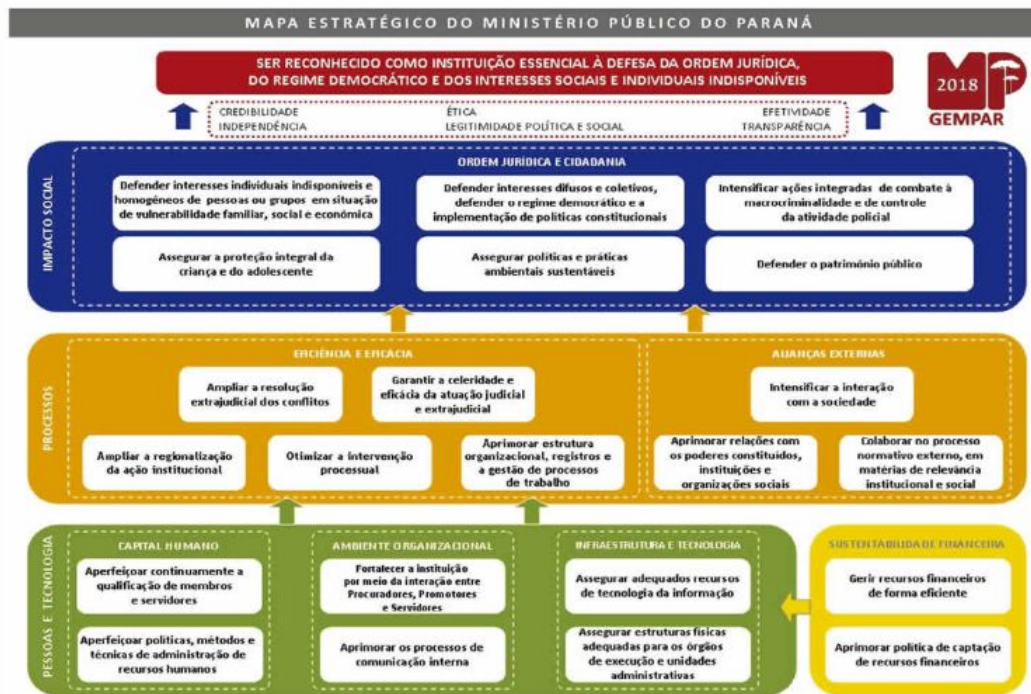 MAPA ESTRATÉGICO DO MINISTÉRIO PÚBLICO DO PARANÁ
SER RECONHECIDO COMO INSTITUIÇÃO ESSENCIAL À DEFESA DA ORDEM JURÍDICA,
DO REGIME DEMOCRÁTICO E DOS INTERESSES SOCIAIS E INDIVIDUAIS INDISPONÍVEIS
MP
2018
GEMPAR
CREDIBILIDADE
INDEPENDÊNCIA
ÉTICA
LEGITIMIDADE POLÍTICA E SOCIAL
EFETIVIDADE
TRANSPARÊNCIA
IMPACTO SOCIAL
ORDEM JURÍDICA E CIDADANIA
Defender interesses individuais indisponíveis e
homogêneos de pessoas ou grupos em situação
de vulnerabilidade familiar, social e econômica
Defender interesses difusos e coletivos,
defender o regime democrático e a
implementação de políticas constitucionais
Intensificar ações integradas de combate à
macrocriminalidade e de controle
da atividade policial
Assegurar a proteção integral da
criança e do adolescente
Assegurar políticas e práticas
ambientais sustentáveis
Defender o patrimônio público
PROCESSOS
EFICIÊNCIA E EFICÁCIA
Ampliar a resolução
extrajudicial dos conflitos
Garantir a celeridade e
eficácia da atuação judicial
e extrajudicial
Ampliar a regionalização
da ação institucional
Otimizar a intervenção
processual
Aprimorar estrutura
organizacional, registros e
a gestão de processos
de trabalho
ALIANÇAS EXTERNAS
Intensificar a interação
com a sociedade
Aprimorar relações com
os poderes constituídos,
instituições e
organizações sociais
Colaborar no processo
normativo externo, em
matérias de relevância
institucional e social
PESSOAS E TECNOLOGIA
CAPITAL HUMANO
Aperfeiçoar continuamente a
qualificação de membros
e servidores
Aperfeiçoar políticas, métodos e
técnicas de administração de
recursos humanos
AMBIENTE ORGANIZACIONAL
Fortalecer a instituição
por meio da interação entre
Procuradores, Promotores
e Servidores
Aprimorar os processos de
comunicação interna
INFRAESTRUTURA E TECNOLOGIA
Assegurar adequados recursos
de tecnologia da informação
Assegurar estruturas físicas
adequadas para os órgãos
de execução e unidades
administrativas
SUSTENTABILIDADE FINANCEIRA
Gerir recursos financeiros
de forma eficiente
Aprimorar política de captação
de recursos financeiros